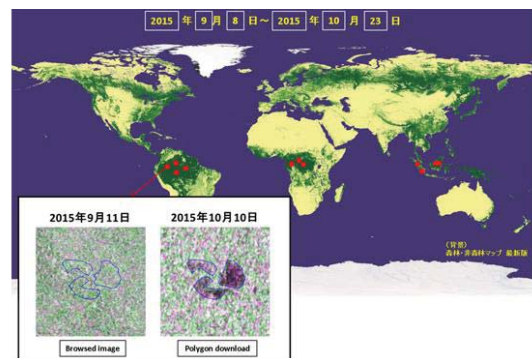 2015 年 9 月 8 日～ 2015 年 10 月 23 日
(背景)
森林・非森林マップ 最新版
2015年9月11日 2015年10月10日
Browsed image Polygon download